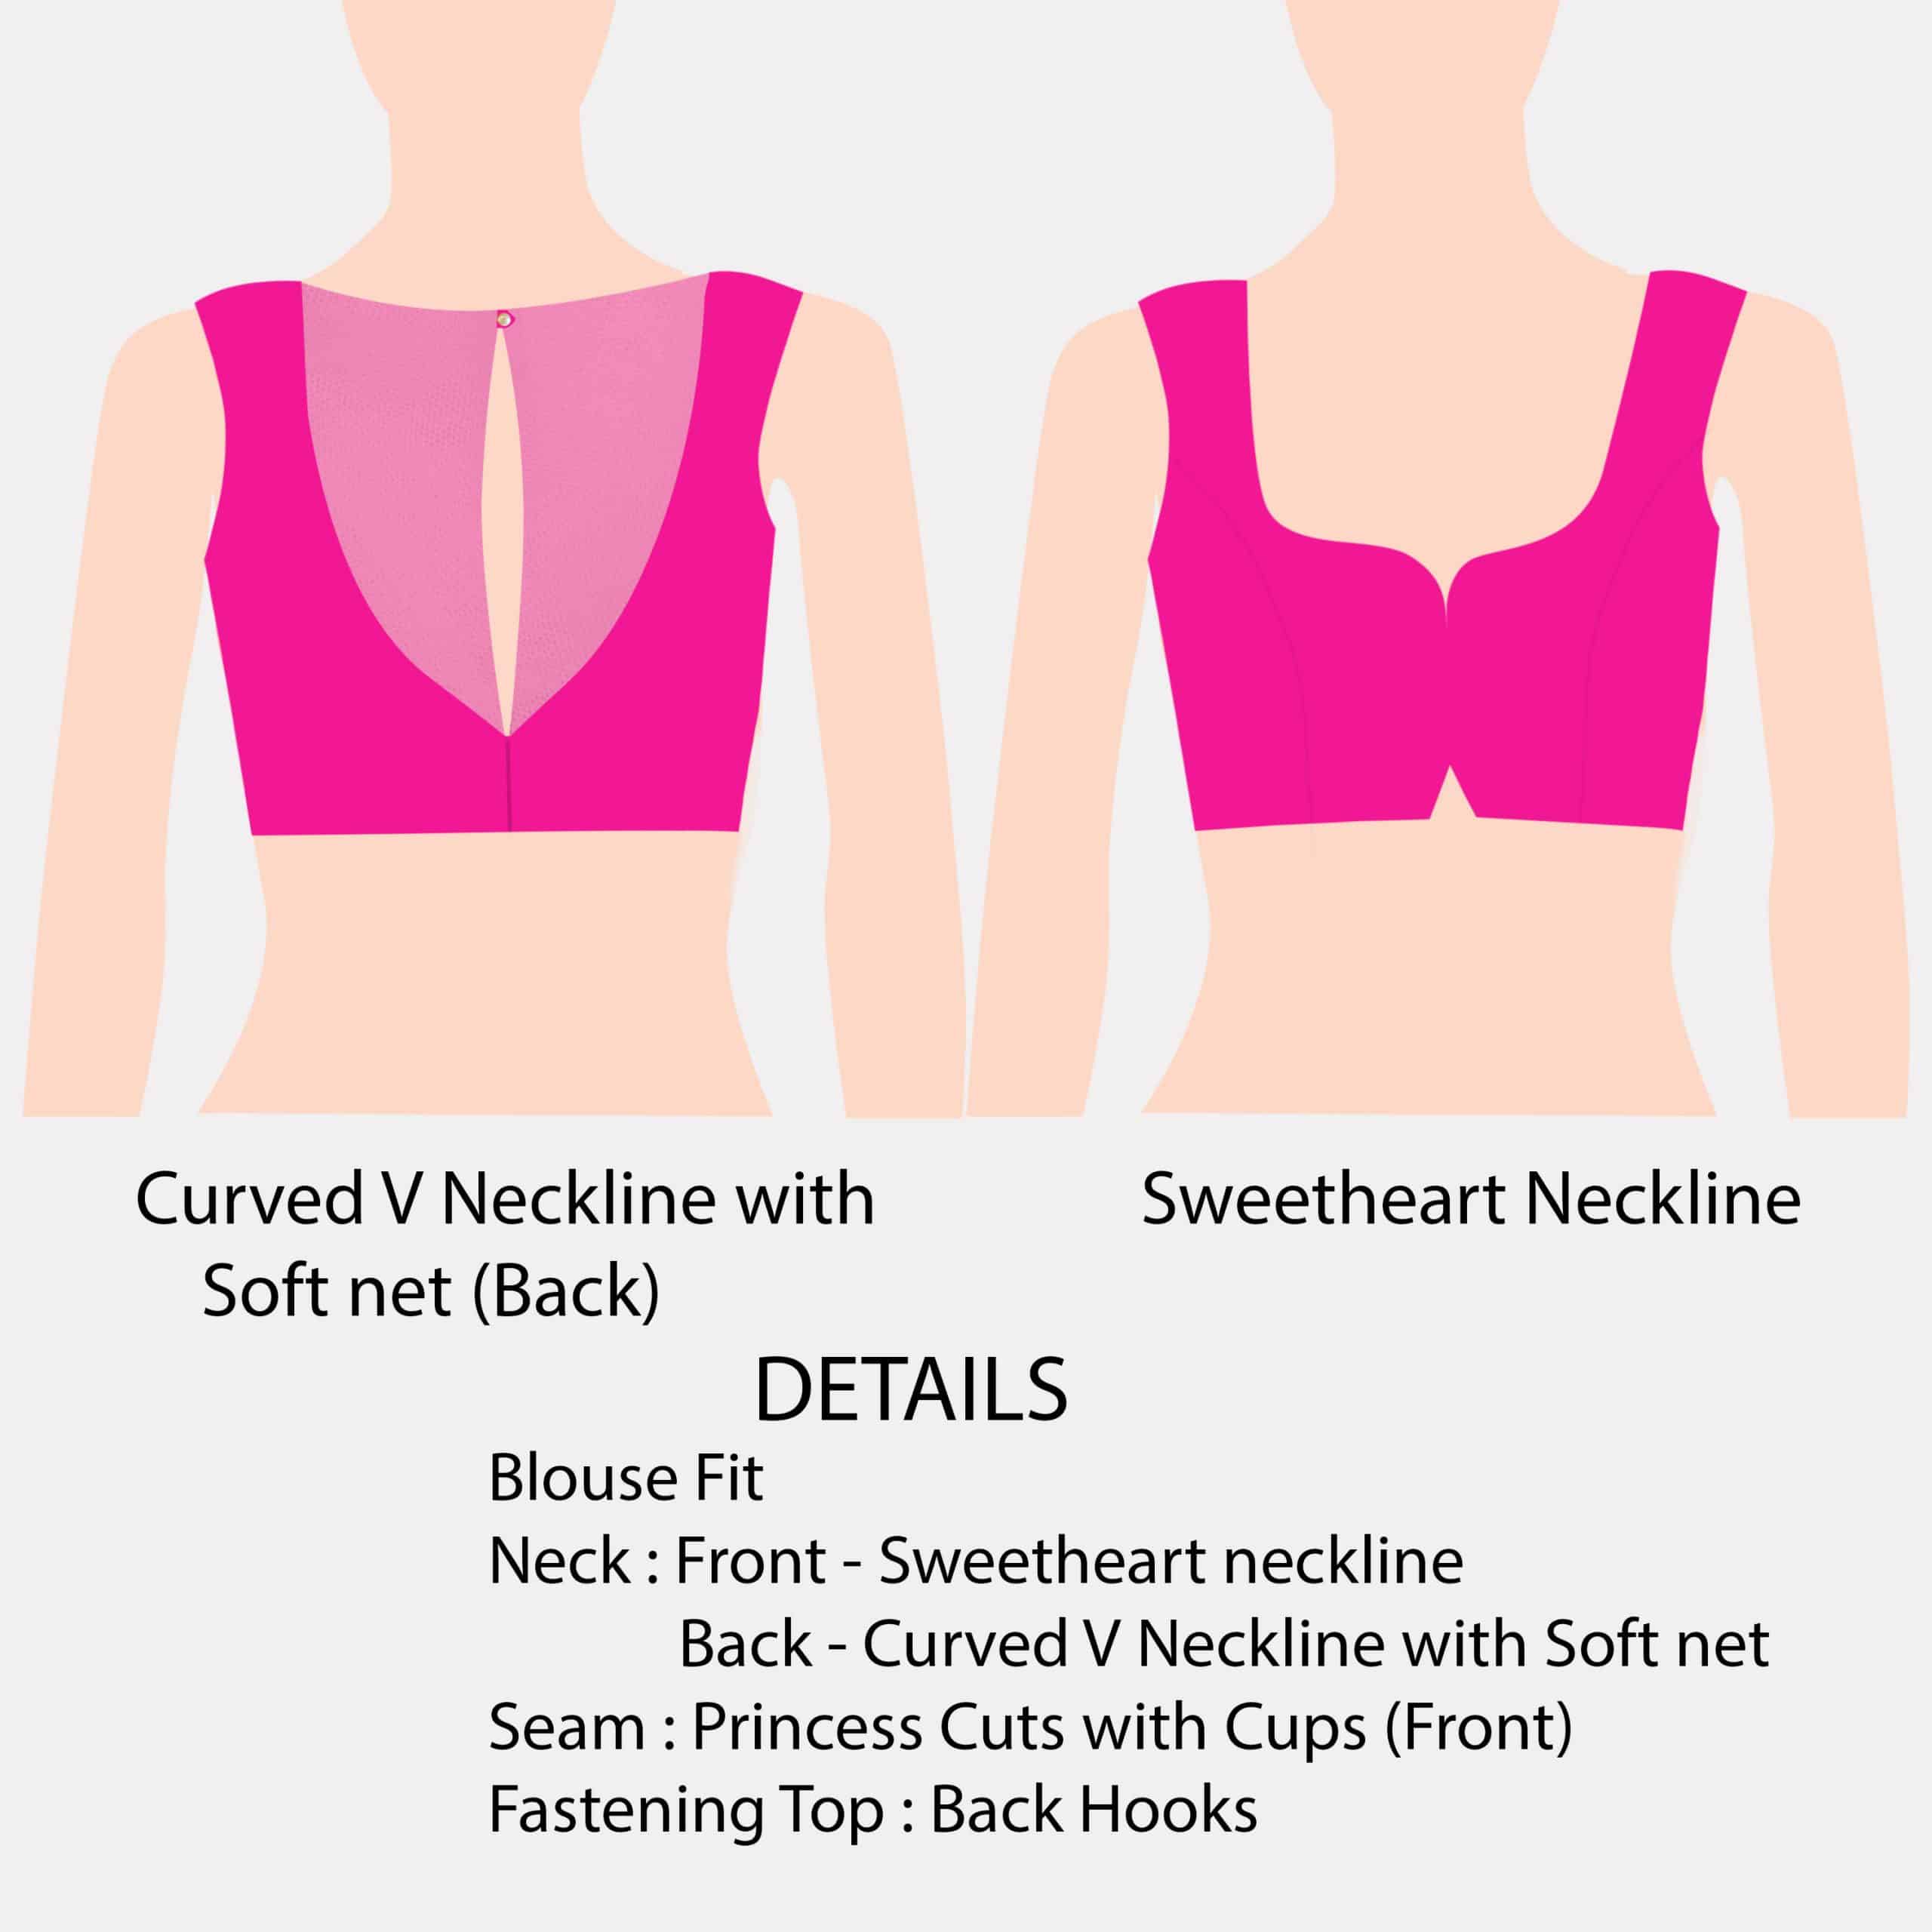 Curved V Neckline with
Soft net (Back)
Sweetheart Neckline
DETAILS
Blouse Fit
Neck : Front - Sweetheart neckline
Back - Curved V Neckline with Soft net
Seam : Princess Cuts with Cups (Front)
Fastening Top : Back Hooks